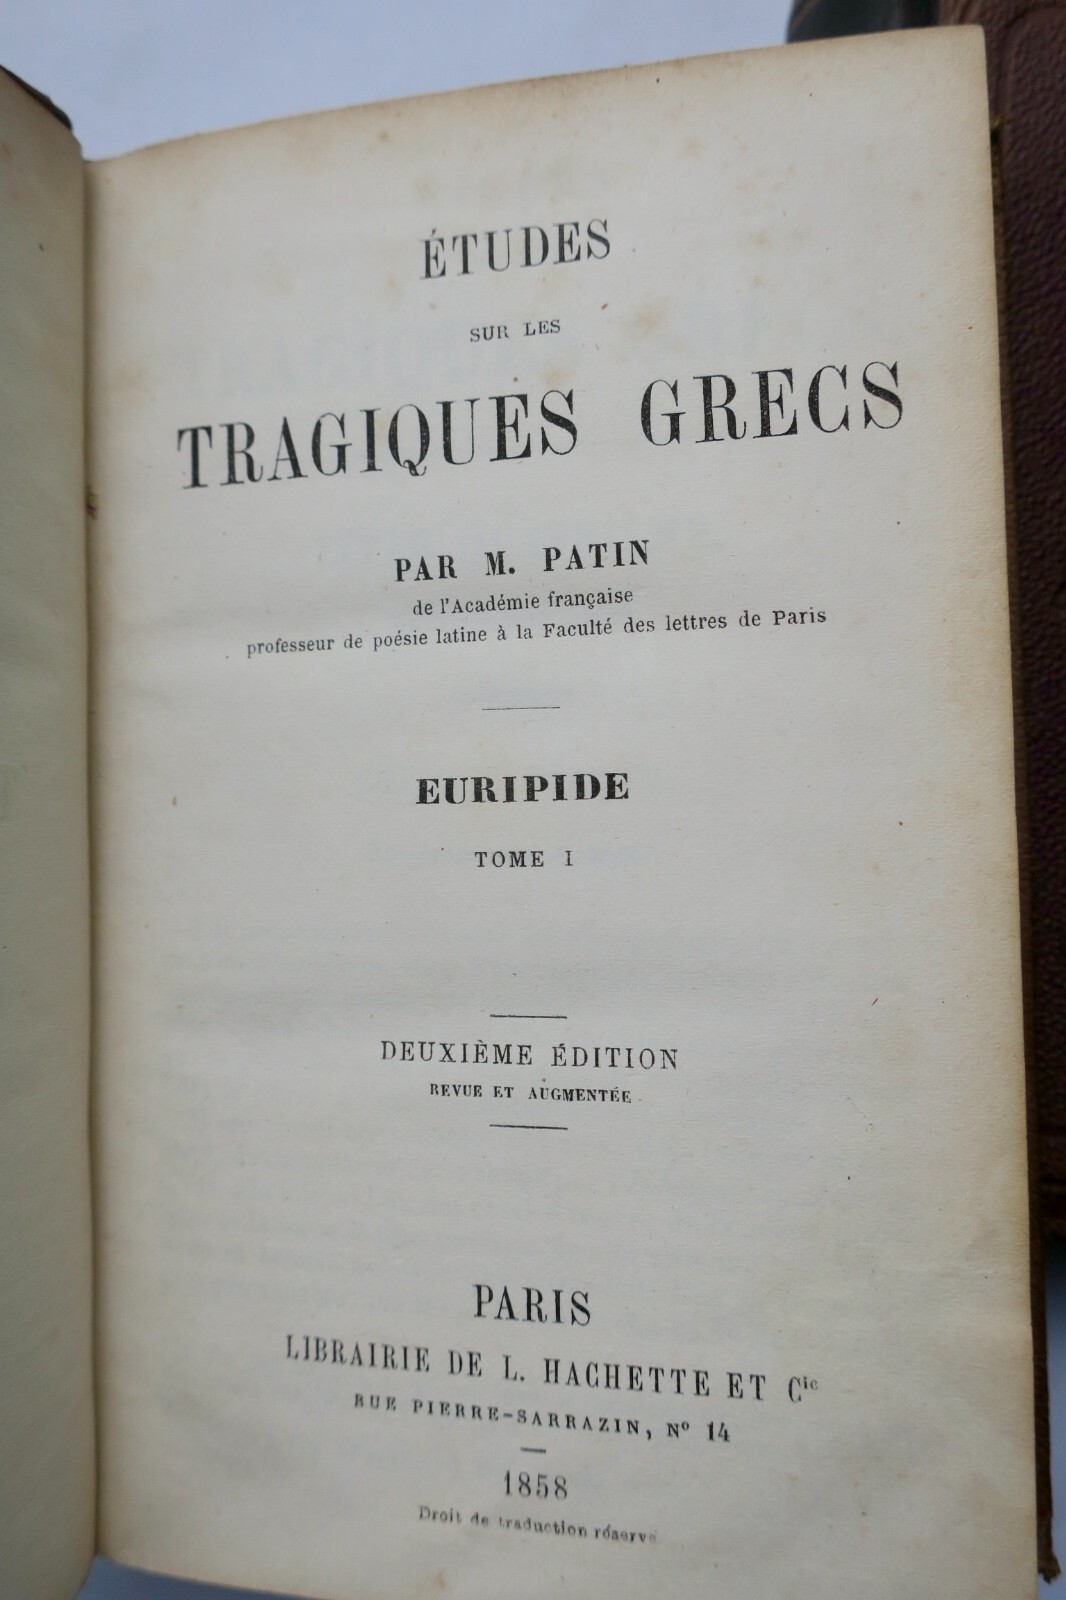 ÉTUDES
SUR LES
TRAGIQUES GRECS
PAR M. PATIN
de l'Académie française
professeur de poésie latine à la Faculté des lettres de Paris
EURIPIDE
TOME I
DEUXIÈME ÉDITION
REVUE ET AUGMENTÉE
PARIS
LIBRAIRIE DE L. HACHETTE ET Cie
RUE PIERRE-SARRAZIN, N° 14
1858
Droit de traduction réservé